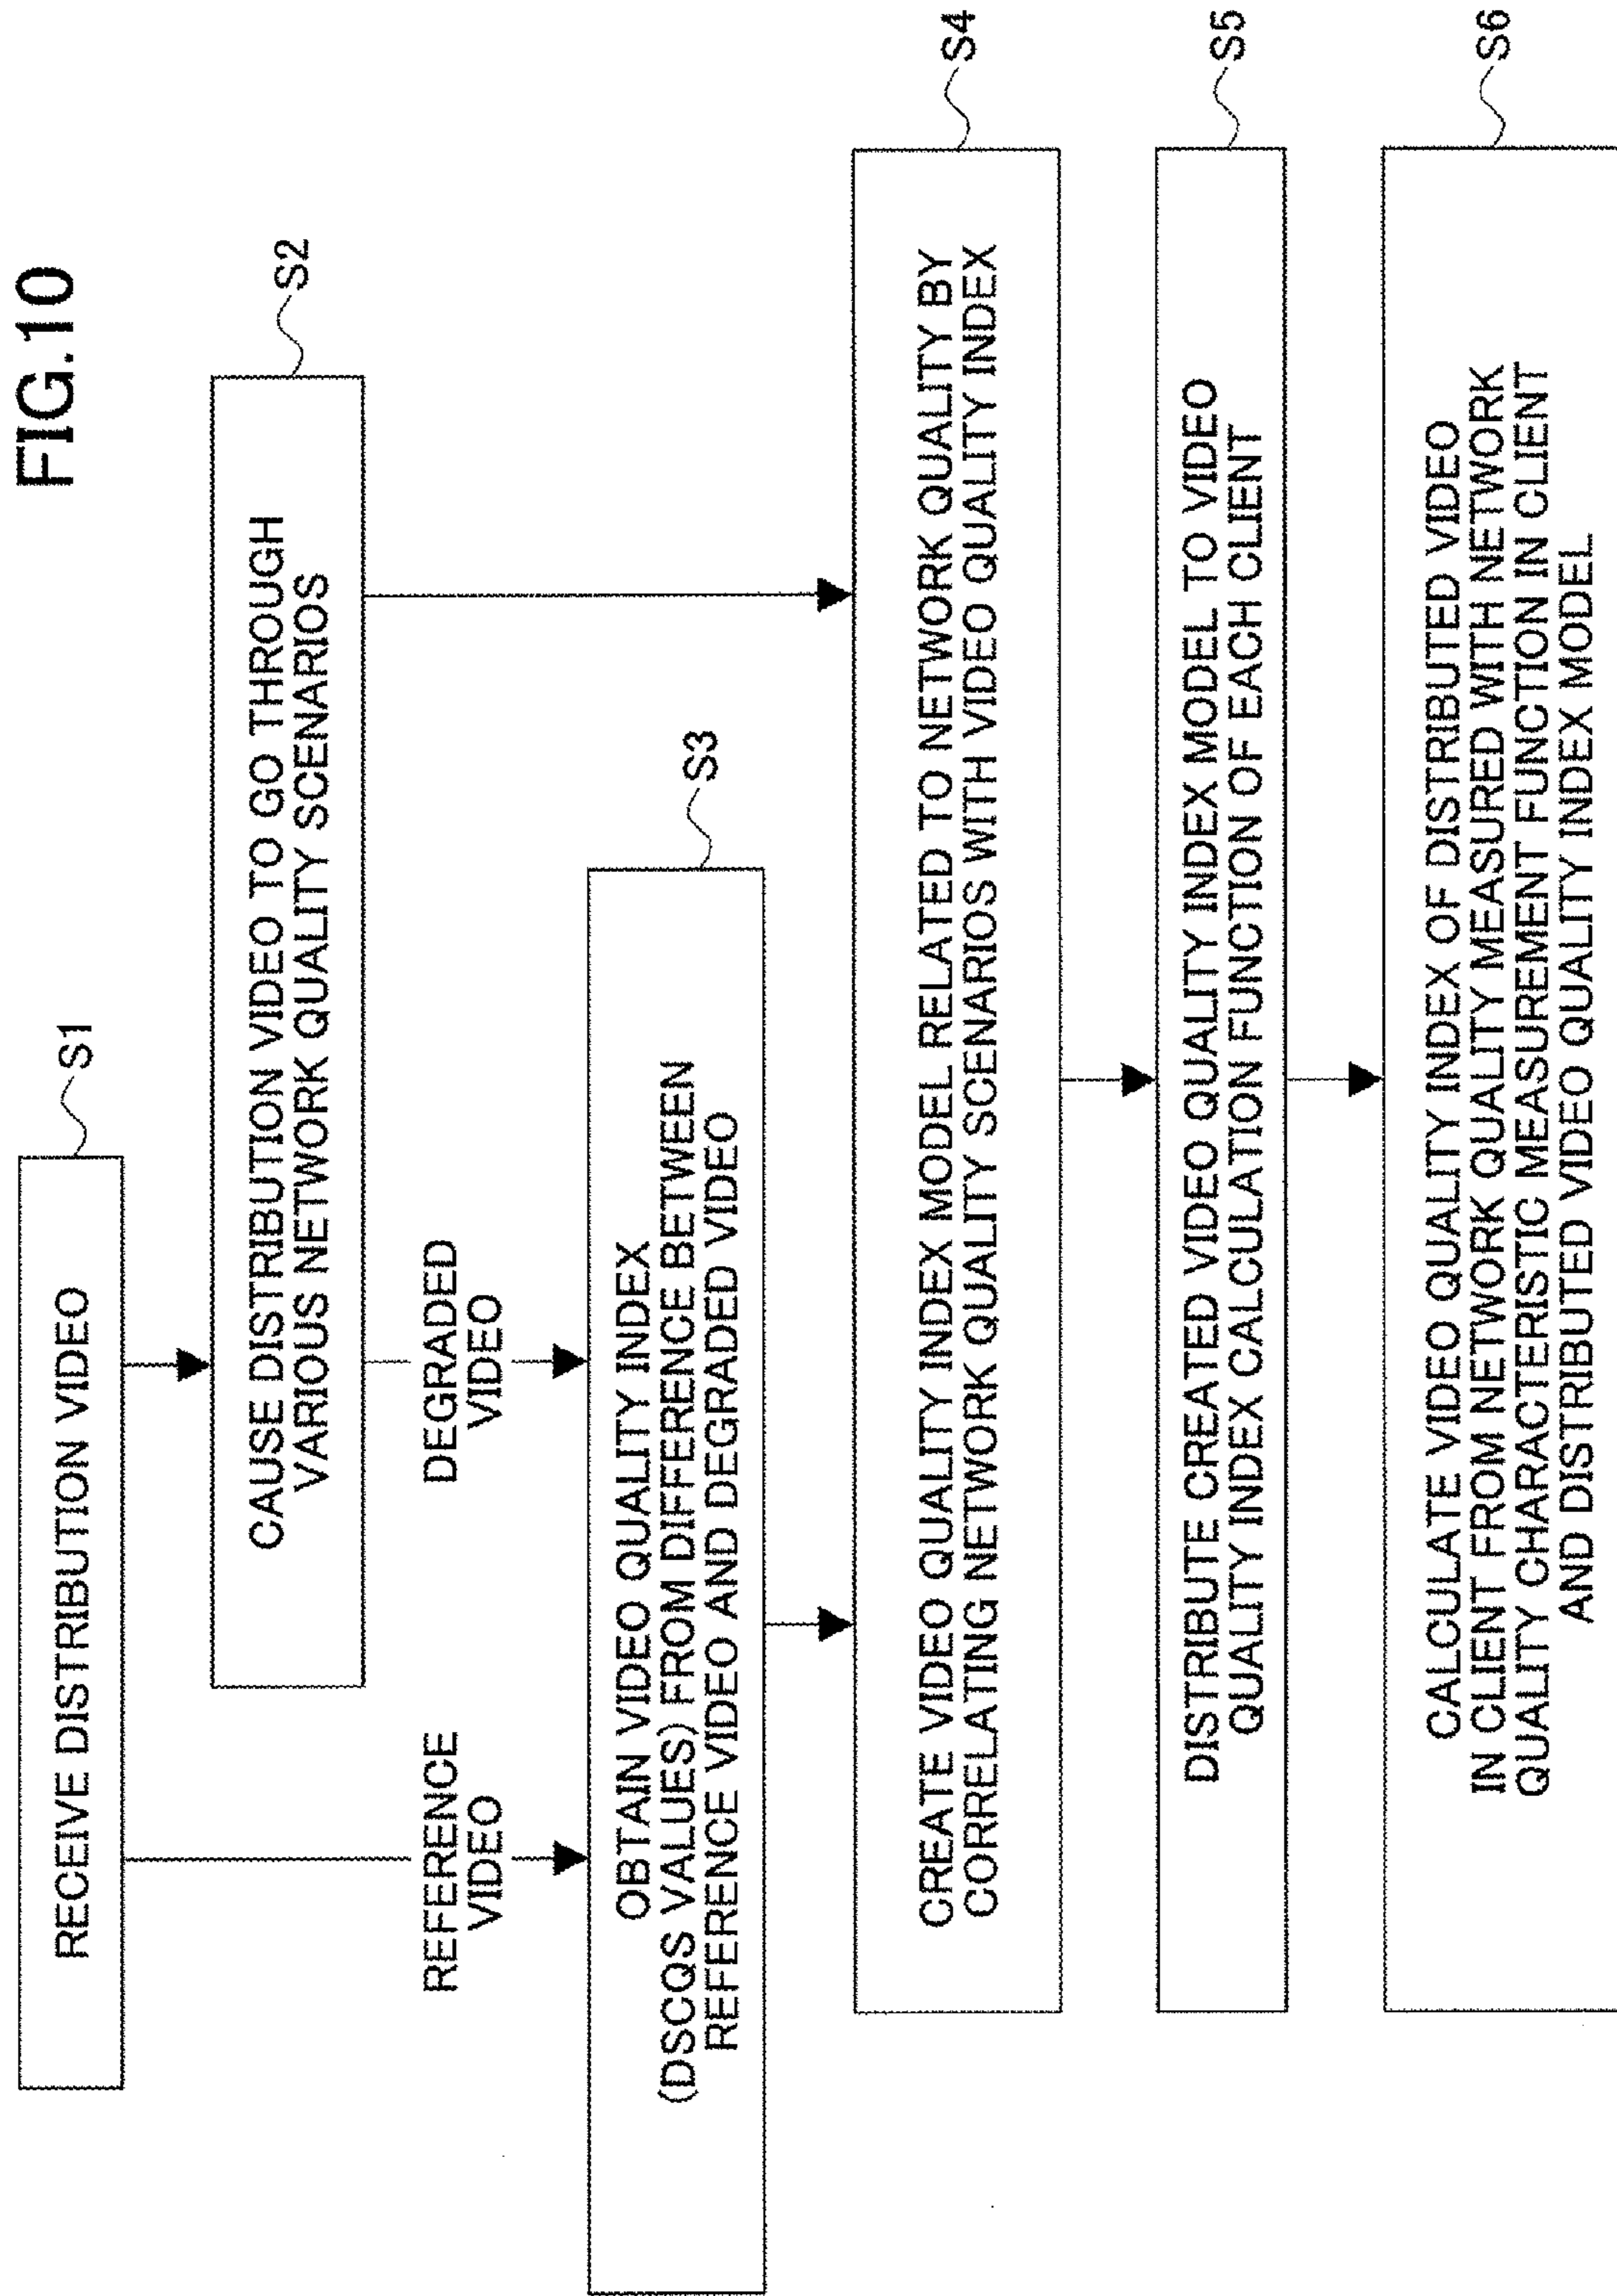 FIG.10
RECEIVE DISTRIBUTION VIDEO
S1
CAUSE DISTRIBUTION VIDEO TO GO THROUGH
VARIOUS NETWORK QUALITY SCENARIOS
S2
REFERENCE
VIDEO
DEGRADED
VIDEO
OBTAIN VIDEO QUALITY INDEX
(DSCQS VALUES) FROM DIFFERENCE BETWEEN
REFERENCE VIDEO AND DEGRADED VIDEO
S3
CREATE VIDEO QUALITY INDEX MODEL RELATED TO NETWORK QUALITY BY
CORRELATING NETWORK QUALITY SCENARIOS WITH VIDEO QUALITY INDEX
S4
DISTRIBUTE CREATED VIDEO QUALITY INDEX MODEL TO VIDEO
QUALITY INDEX CALCULATION FUNCTION OF EACH CLIENT
S5
CALCULATE VIDEO QUALITY INDEX OF DISTRIBUTED VIDEO
IN CLIENT FROM NETWORK QUALITY MEASURED WITH NETWORK
QUALITY CHARACTERISTIC MEASUREMENT FUNCTION IN CLIENT
AND DISTRIBUTED VIDEO QUALITY INDEX MODEL
S6